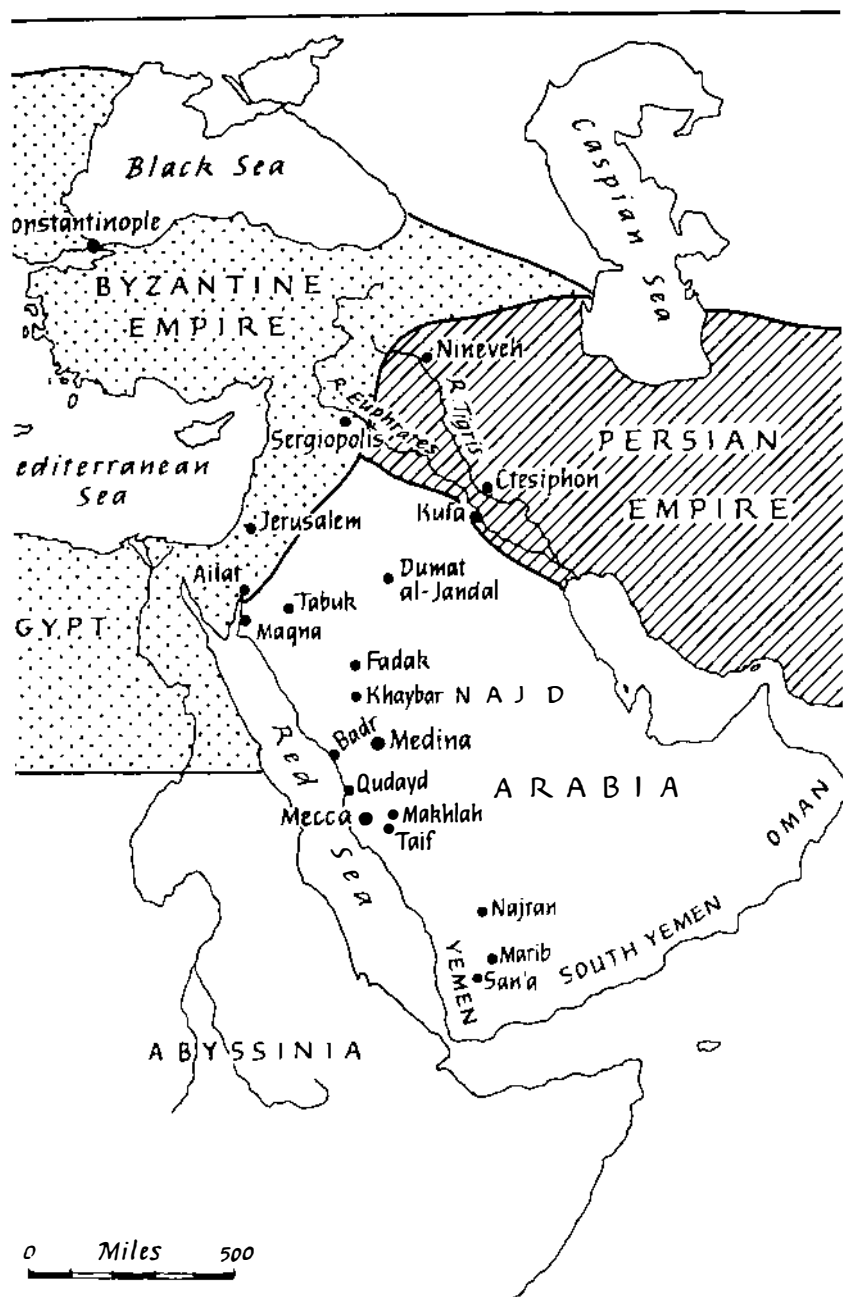 Black Sea
Caspian Sea
onstantinople
BYZANTINE
EMPIRE
Nineveh
R. Euphrates
R. Tigris
Sergiopolis
PERSIAN
EMPIRE
editerranean
Sea
Ctesiphon
Kufa
Jerusalem
Dumat
al-Jandal
Ailat
Tabuk
Maqna
GYPT
Fadak
Khaybar
NAJD
Badr
Medina
Red Sea
Qudayd
ARABIA
Mecca
Makhlah
Taif
OMAN
Najran
Marib
San'a
YEMEN
SOUTH YEMEN
ABYSSINIA
0 Miles 500